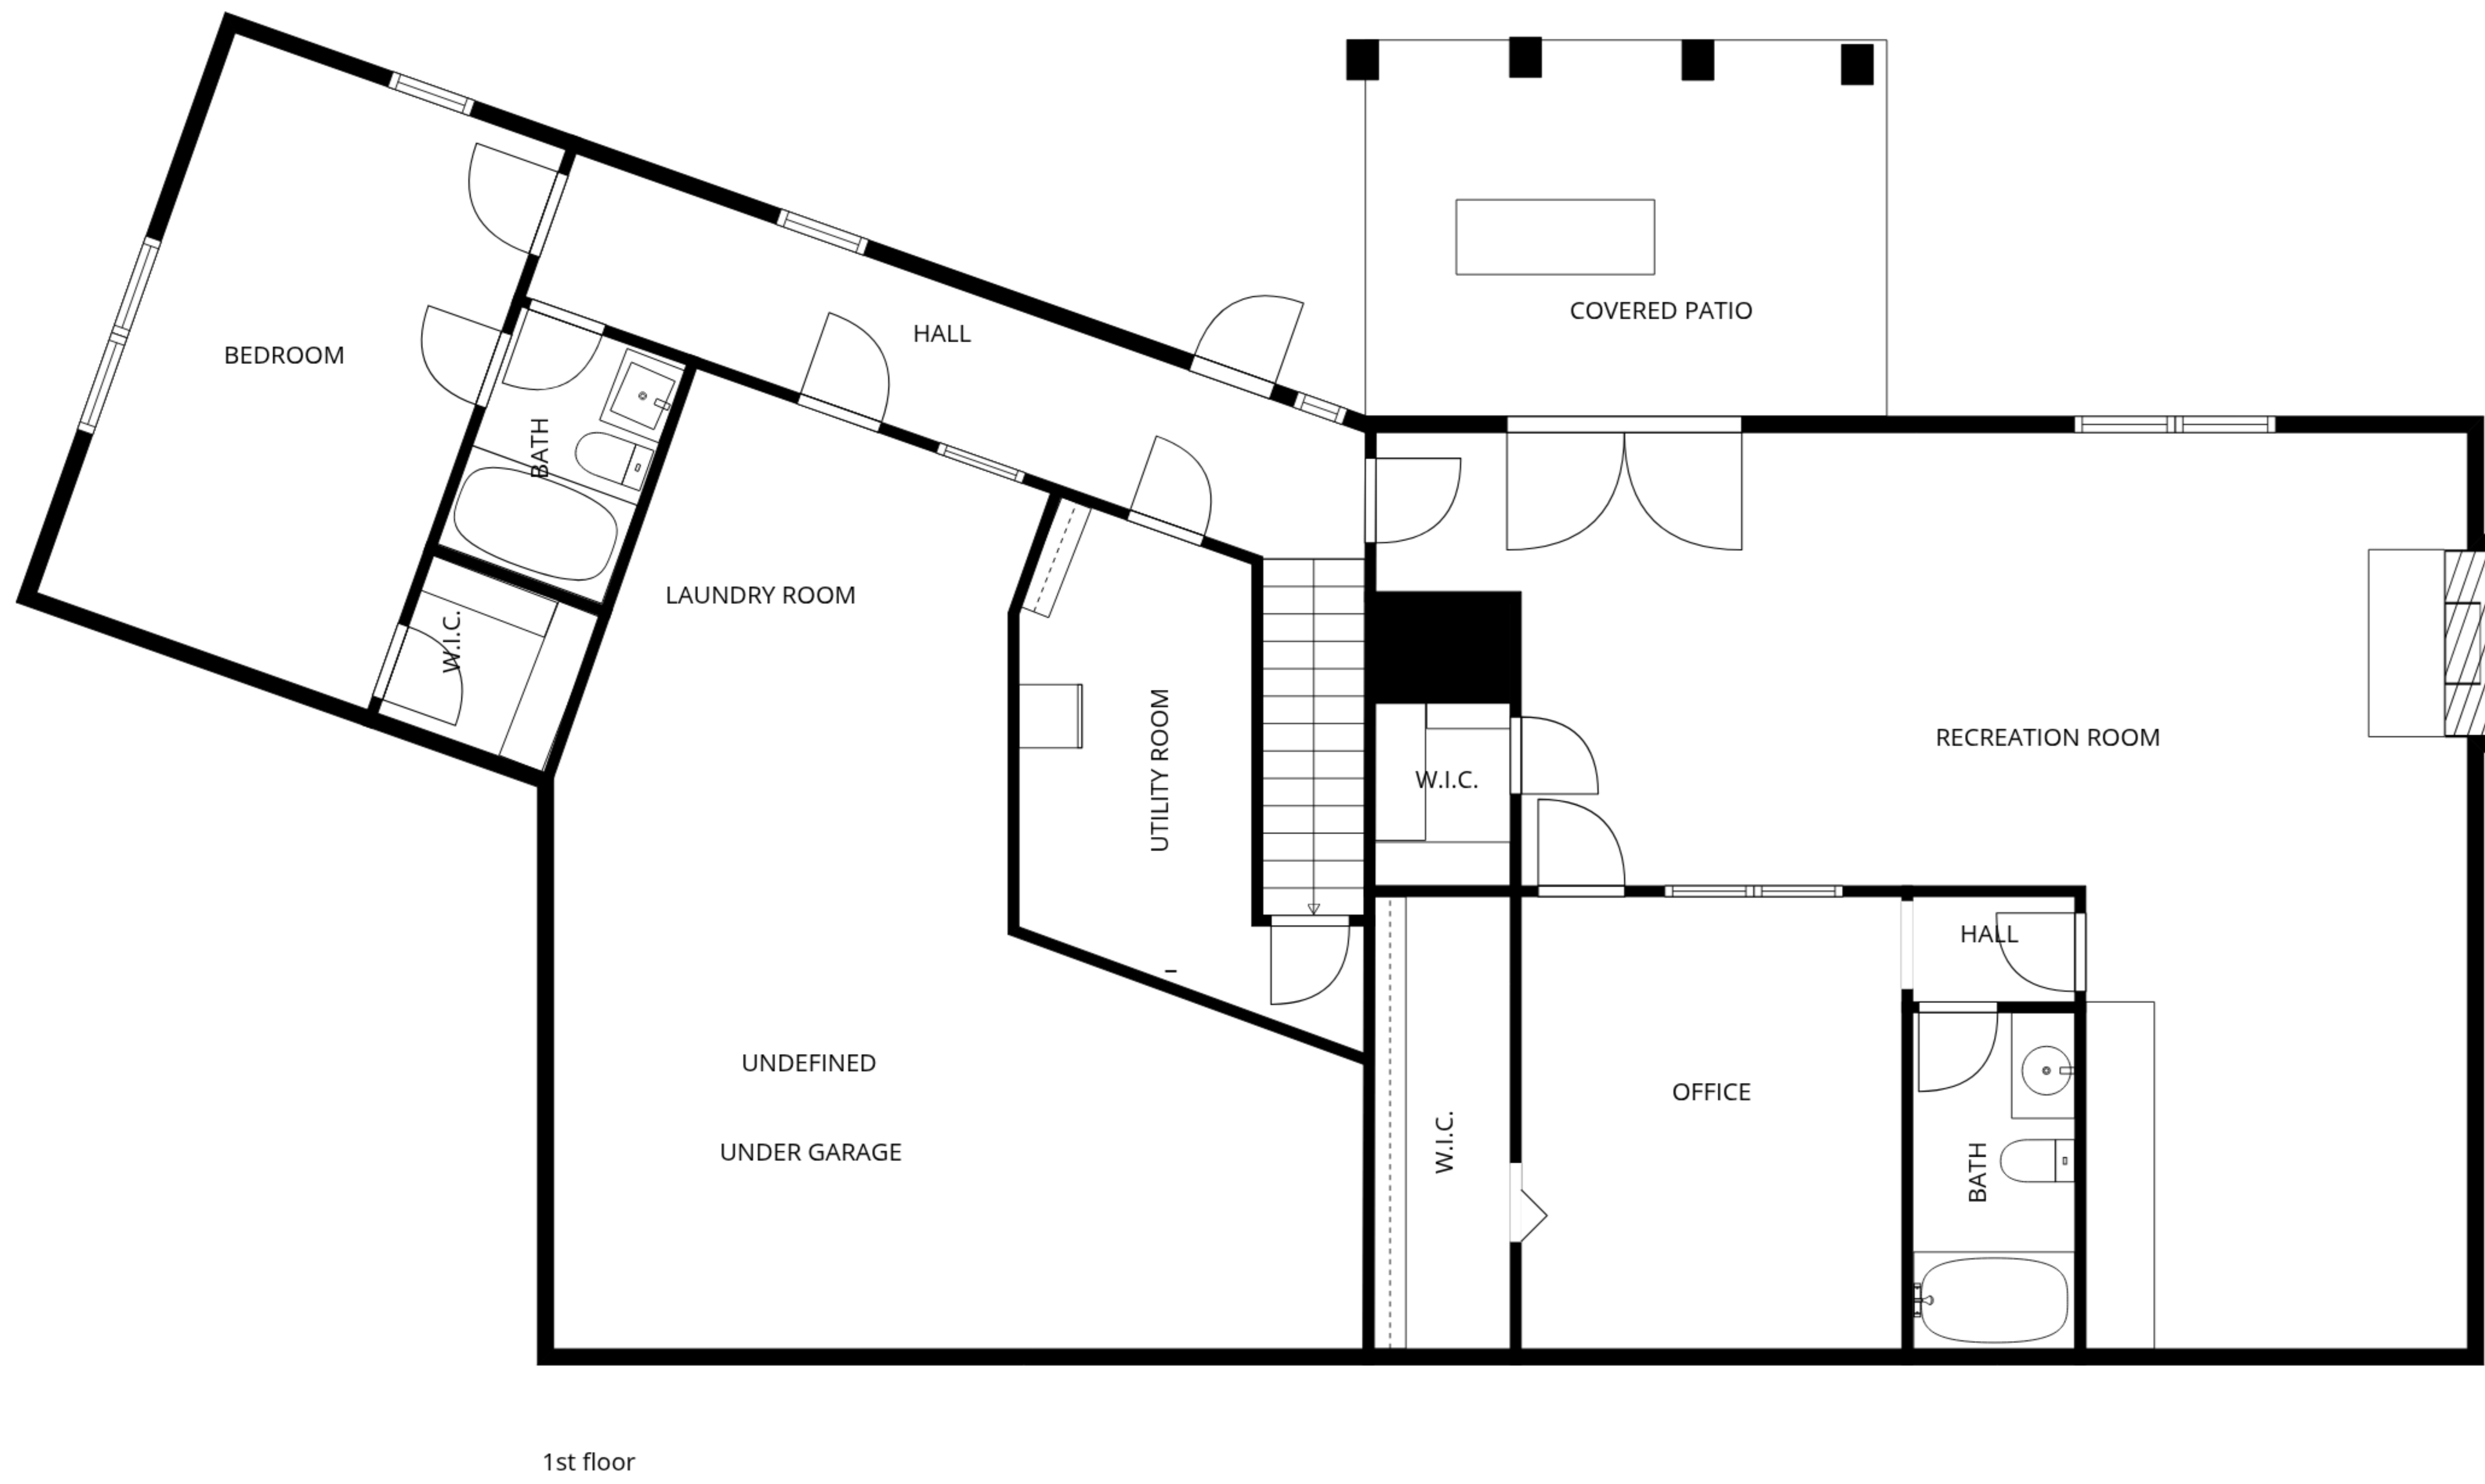 COVERED PATIO
HALL
BEDROOM
BATH
LAUNDRY ROOM
W.I.C.
UTILITY ROOM
W.I.C.
RECREATION ROOM
HALL
UNDEFINED
UNDER GARAGE
W.I.C.
OFFICE
BATH
1st floor